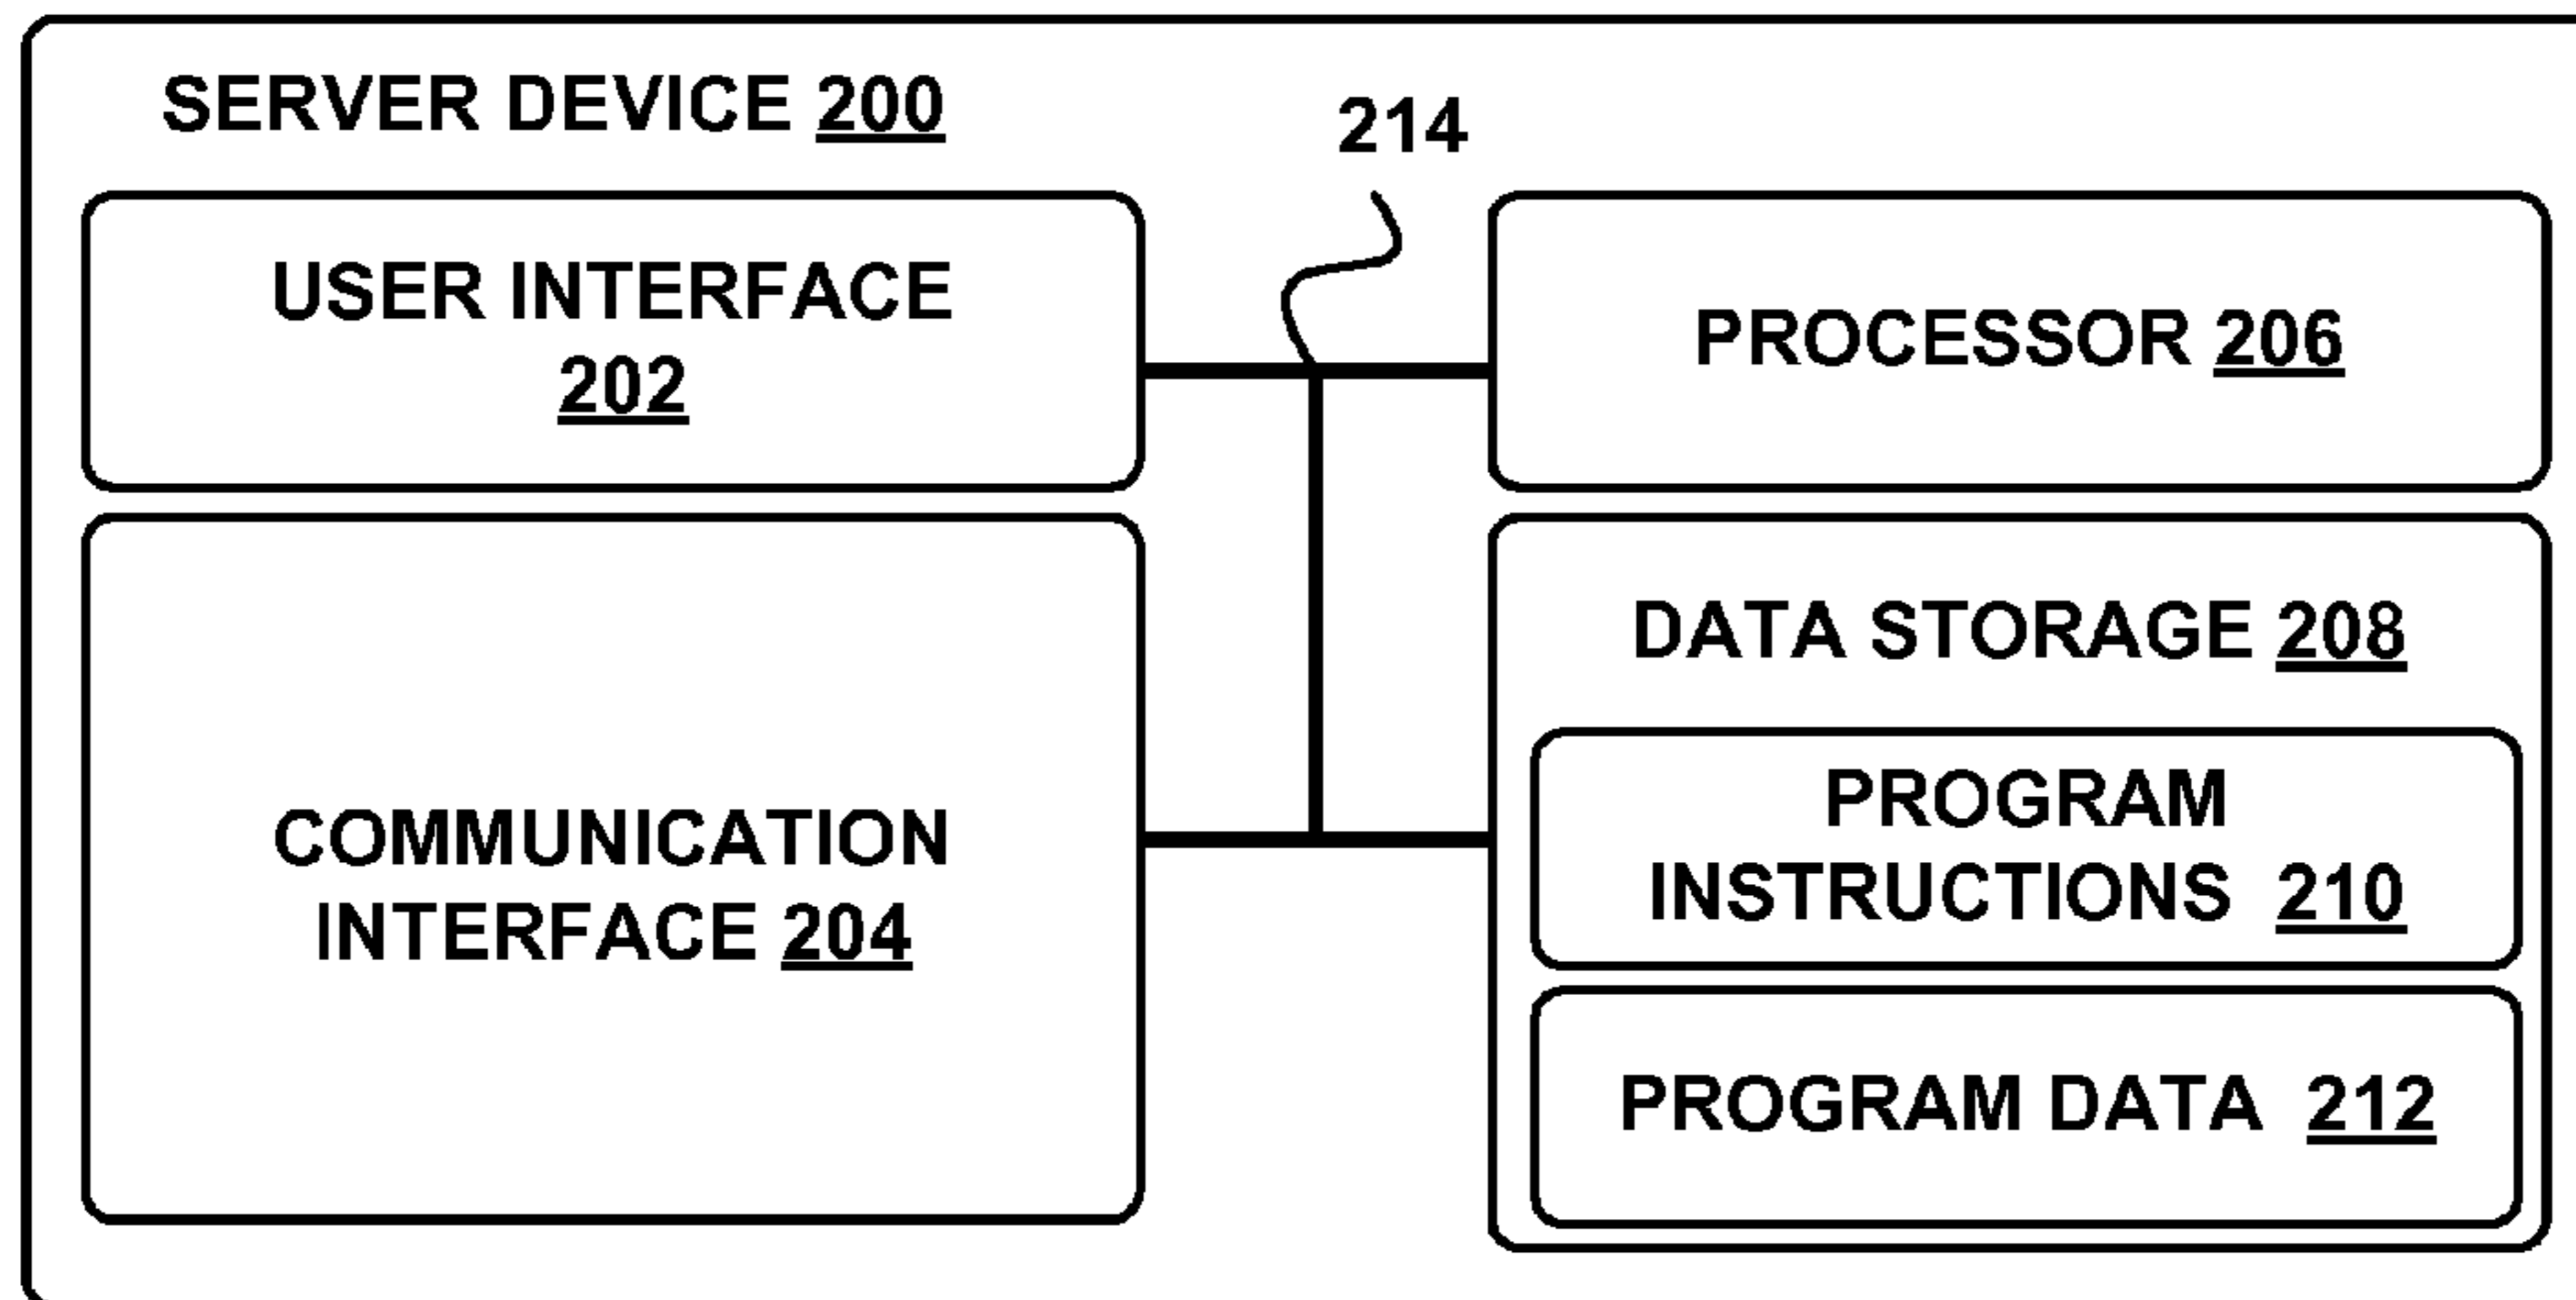 SERVER DEVICE 200
214
USER INTERFACE
202
PROCESSOR 206
COMMUNICATION
INTERFACE 204
DATA STORAGE 208
PROGRAM
INSTRUCTIONS 210
PROGRAM DATA 212